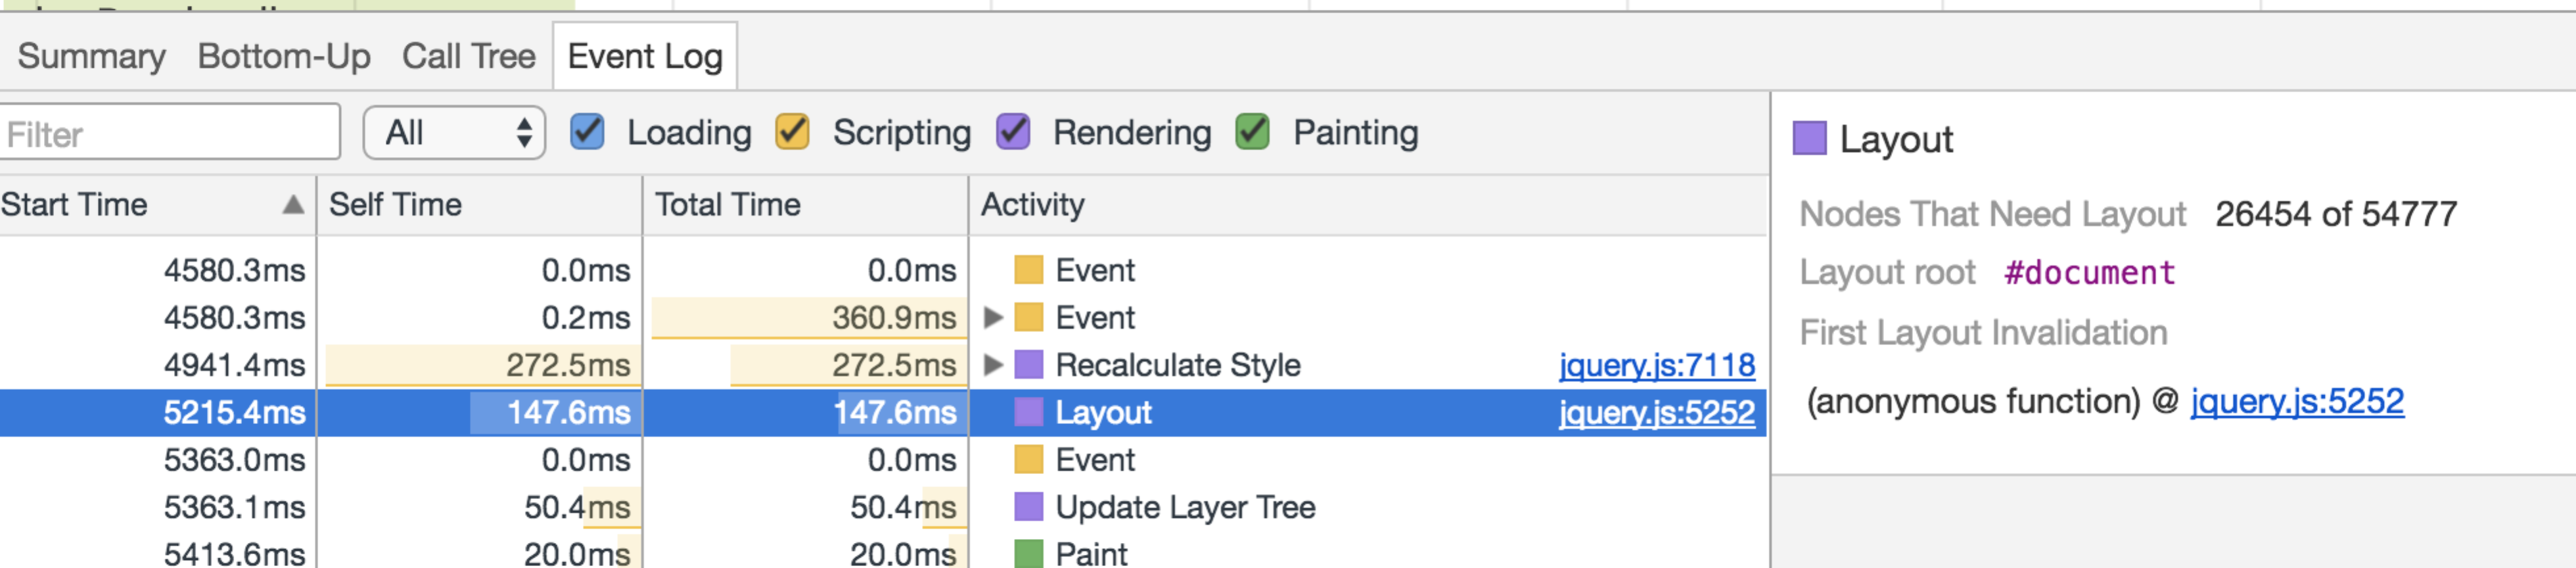 Summary Bottom-Up Call Tree Event Log
Filter All Loading Scripting Rendering Painting
Start Time Self Time Total Time Activity
4580.3ms 0.0ms 0.0ms Event
4580.3ms 0.2ms 360.9ms Event
4941.4ms 272.5ms 272.5ms Recalculate Style jquery.js:7118
5215.4ms 147.6ms 147.6ms Layout jquery.js:5252
5363.0ms 0.0ms 0.0ms Event
5363.1ms 50.4ms 50.4ms Update Layer Tree
5413.6ms 20.0ms 20.0ms Paint
Layout
Nodes That Need Layout 26454 of 54777
Layout root #document
First Layout Invalidation
(anonymous function) @ jquery.js:5252